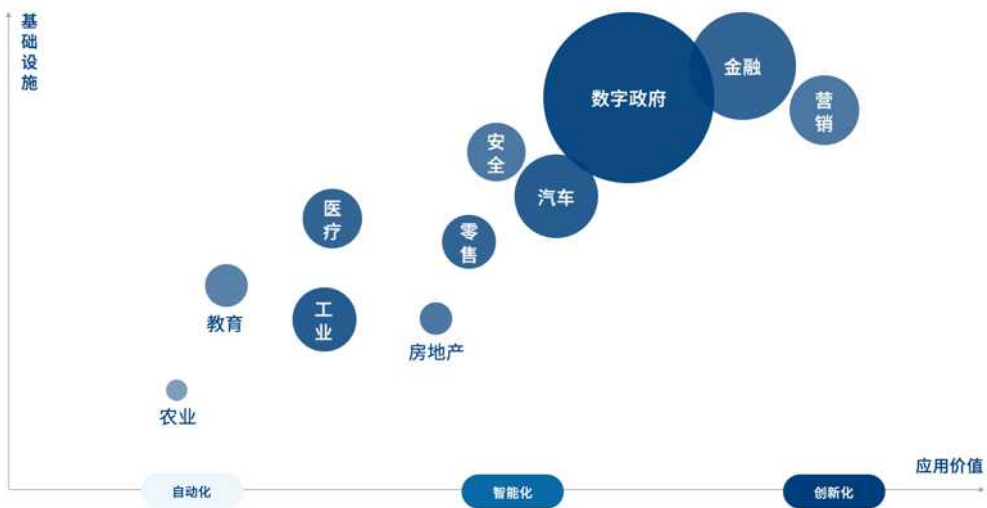 基础设施
数字政府
金融
营销
安全
汽车
医疗
零售
教育
工业
房地产
农业
应用价值
自动化
智能化
创新化